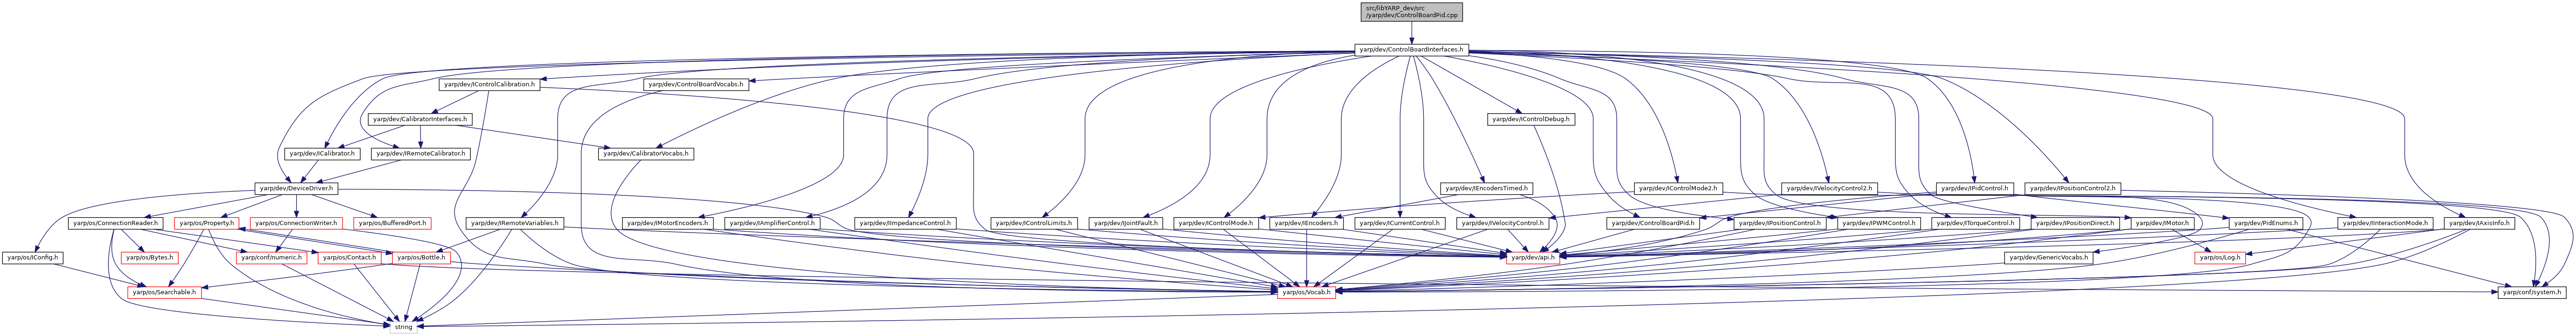 src/libYARP_dev/src
/yarp/dev/ControlBoardPid.cpp
yarp/dev/ControlBoardInterfaces.h
yarp/dev/IControlCalibration.h
yarp/dev/ControlBoardVocabs.h
yarp/dev/CalibratorInterfaces.h
yarp/dev/IControlDebug.h
yarp/dev/ICalibrator.h
yarp/dev/IRemoteCalibrator.h
yarp/dev/CalibratorVocabs.h
yarp/dev/DeviceDriver.h
yarp/dev/IEncodersTimed.h
yarp/dev/IControlMode2.h
yarp/dev/IVelocityControl2.h
yarp/dev/IPidControl.h
yarp/dev/IPositionControl2.h
yarp/os/ConnectionReader.h
yarp/os/Property.h
yarp/os/ConnectionWriter.h
yarp/os/BufferedPort.h
yarp/dev/IRemoteVariables.h
yarp/dev/IMotorEncoders.h
yarp/dev/IAmplifierControl.h
yarp/dev/IImpedanceControl.h
yarp/dev/IControlLimits.h
yarp/dev/IJointFault.h
yarp/dev/IControlMode.h
yarp/dev/IEncoders.h
yarp/dev/ICurrentControl.h
yarp/dev/IVelocityControl.h
yarp/dev/ControlBoardPid.h
yarp/dev/IPositionControl.h
yarp/dev/IPWMControl.h
yarp/dev/ITorqueControl.h
yarp/dev/IPositionDirect.h
yarp/dev/IMotor.h
yarp/dev/PidEnums.h
yarp/dev/IInteractionMode.h
yarp/dev/IAxisInfo.h
yarp/os/IConfig.h
yarp/os/Bytes.h
yarp/conf/numeric.h
yarp/os/Contact.h
yarp/os/Bottle.h
yarp/dev/api.h
yarp/dev/GenericVocabs.h
yarp/os/Log.h
yarp/os/Searchable.h
yarp/os/Vocab.h
yarp/conf/system.h
string